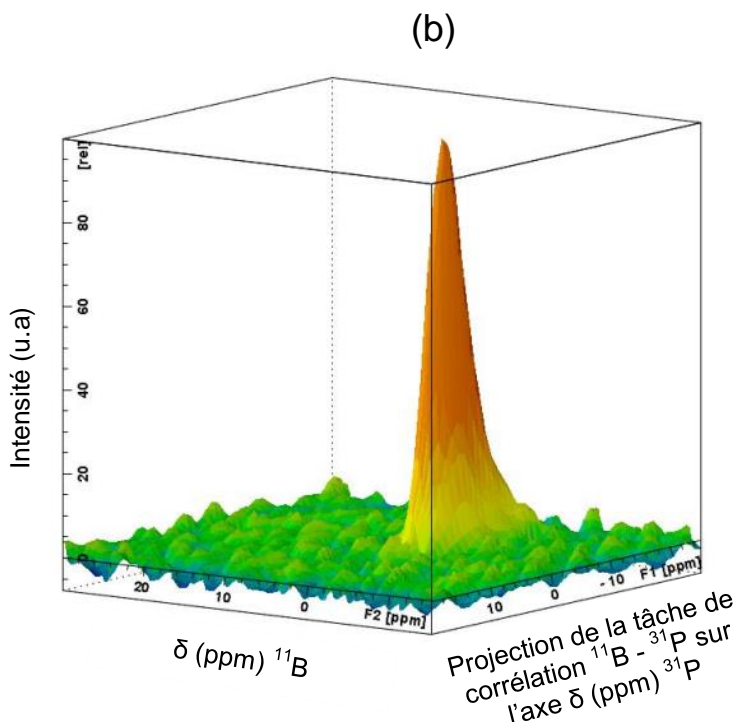 (b)
[rel]
80
60
40
20
0
Intensité (u.a)
20
10
0
F2 [ppm]
δ (ppm) ¹¹B
10
0
-10
F1 [ppm]
Projection de la tâche de
corrélation ¹¹B - ³¹P sur
l'axe δ (ppm) ³¹P